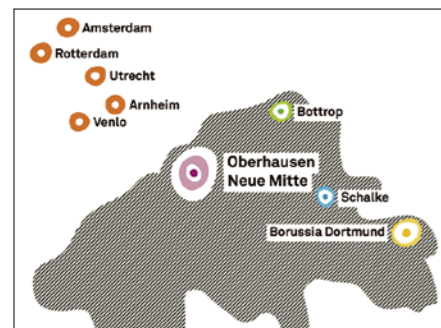 Amsterdam
Rotterdam
Utrecht
Arnheim
Venlo
Bottrop
Oberhausen
Neue Mitte
Schalke
Borussia Dortmund